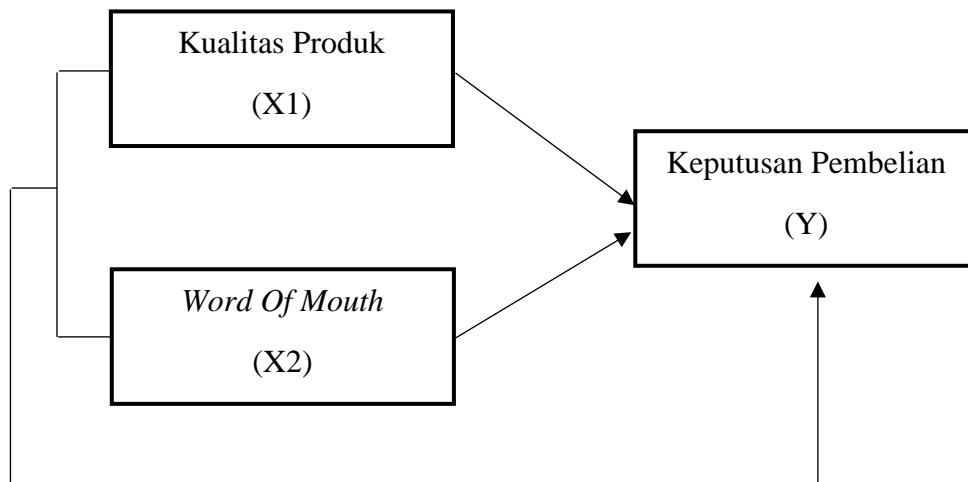 Kualitas Produk
(X1)
Keputusan Pembelian
(Y)
Word Of Mouth
(X2)